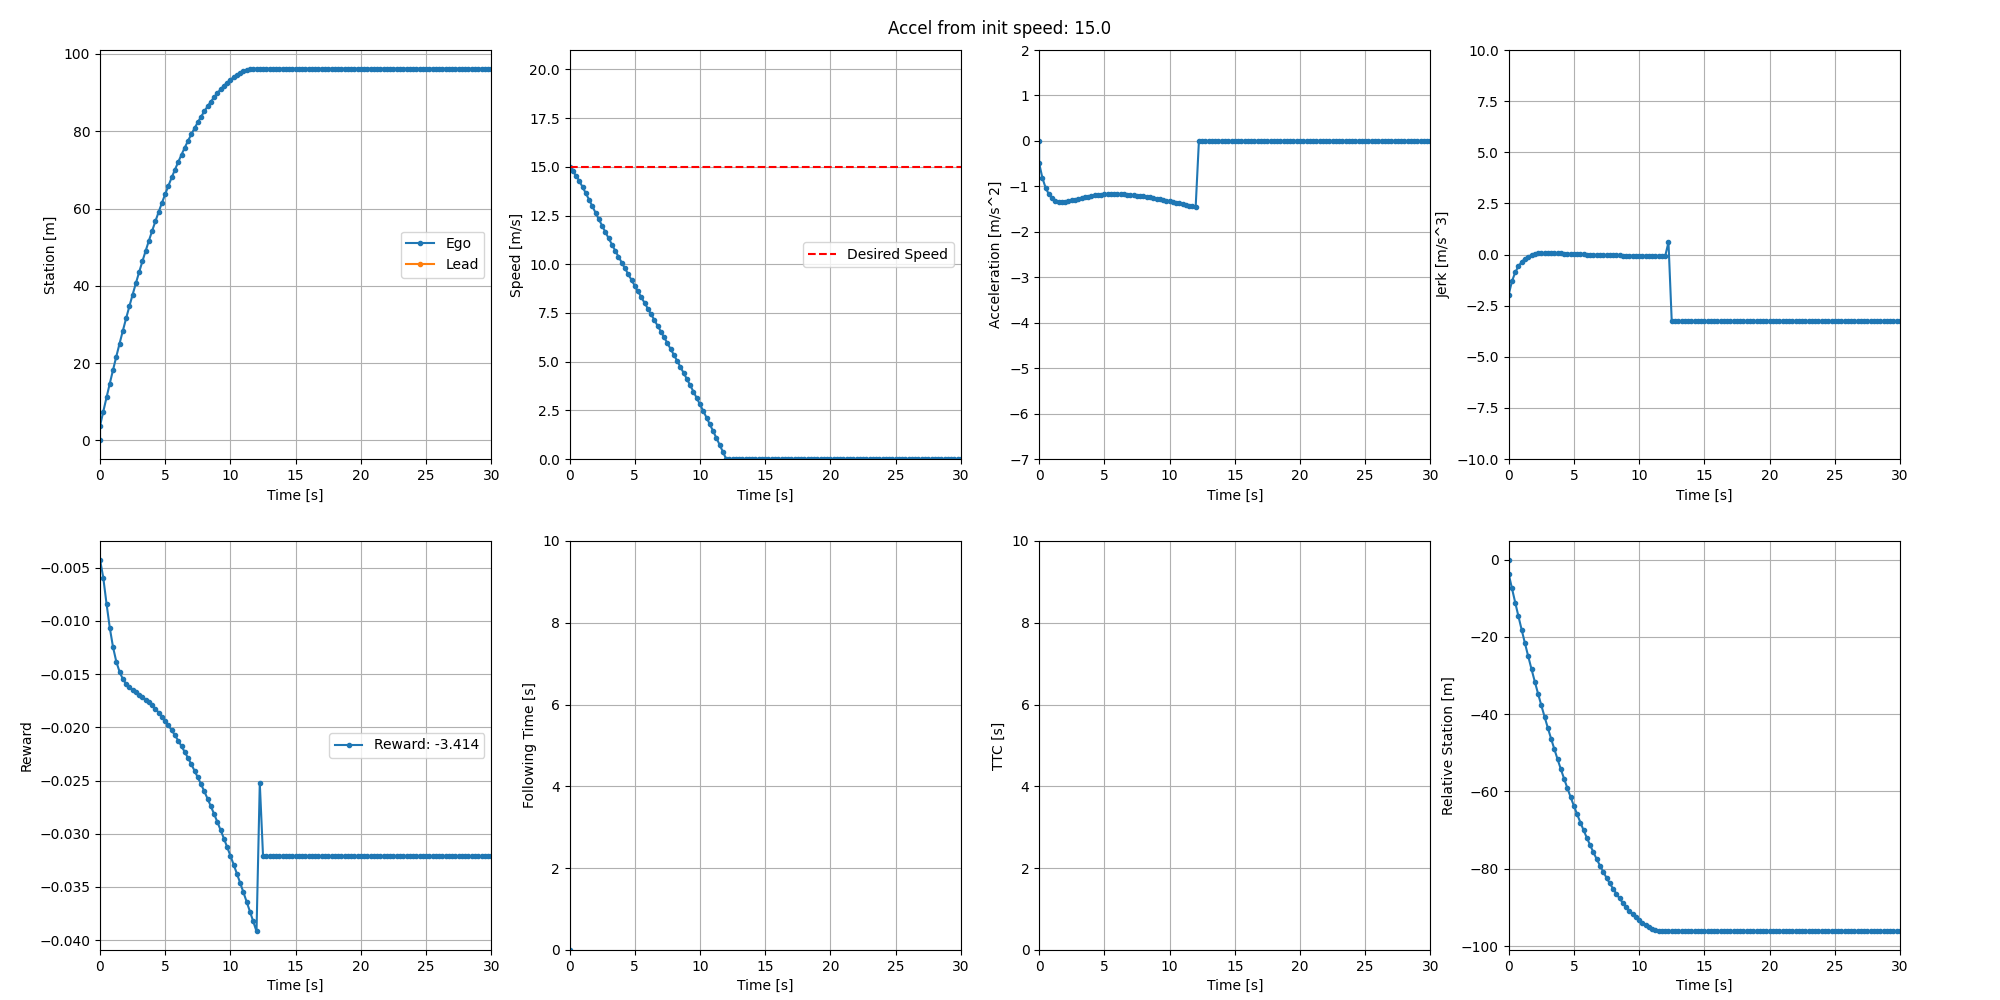 Accel from init speed: 15.0
100
80
60
40
20
0
Station [m]
Ego
Lead
0 5 10 15 20 25 30
Time [s]
20.0
17.5
15.0
12.5
10.0
7.5
5.0
2.5
0.0
Speed [m/s]
Desired Speed
0 5 10 15 20 25 30
Time [s]
2
1
0
−1
−2
−3
−4
−5
−6
−7
Acceleration [m/s^2]
0 5 10 15 20 25 30
Time [s]
10.0
7.5
5.0
2.5
0.0
−2.5
−5.0
−7.5
−10.0
Jerk [m/s^3]
0 5 10 15 20 25 30
Time [s]
−0.005
−0.010
−0.015
−0.020
−0.025
−0.030
−0.035
−0.040
Reward
Reward: -3.414
0 5 10 15 20 25 30
Time [s]
10
8
6
4
2
0
Following Time [s]
0 5 10 15 20 25 30
Time [s]
10
8
6
4
2
0
TTC [s]
0 5 10 15 20 25 30
Time [s]
0
−20
−40
−60
−80
−100
Relative Station [m]
0 5 10 15 20 25 30
Time [s]